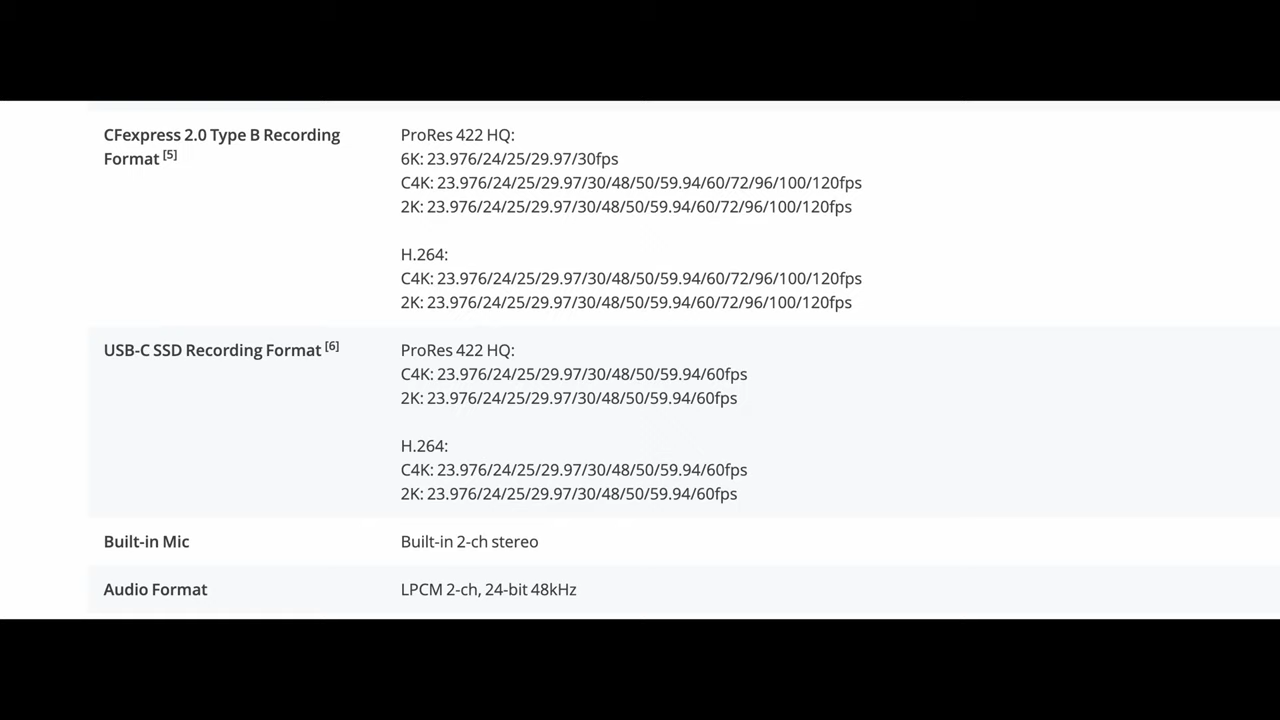 CFexpress 2.0 Type B Recording
Format [5]
ProRes 422 HQ:
6K: 23.976/24/25/29.97/30fps
C4K: 23.976/24/25/29.97/30/48/50/59.94/60/72/96/100/120fps
2K: 23.976/24/25/29.97/30/48/50/59.94/60/72/96/100/120fps
H.264:
C4K: 23.976/24/25/29.97/30/48/50/59.94/60/72/96/100/120fps
2K: 23.976/24/25/29.97/30/48/50/59.94/60/72/96/100/120fps
USB-C SSD Recording Format [6]
ProRes 422 HQ:
C4K: 23.976/24/25/29.97/30/48/50/59.94/60fps
2K: 23.976/24/25/29.97/30/48/50/59.94/60fps
H.264:
C4K: 23.976/24/25/29.97/30/48/50/59.94/60fps
2K: 23.976/24/25/29.97/30/48/50/59.94/60fps
Built-in Mic
Built-in 2-ch stereo
Audio Format
LPCM 2-ch, 24-bit 48kHz